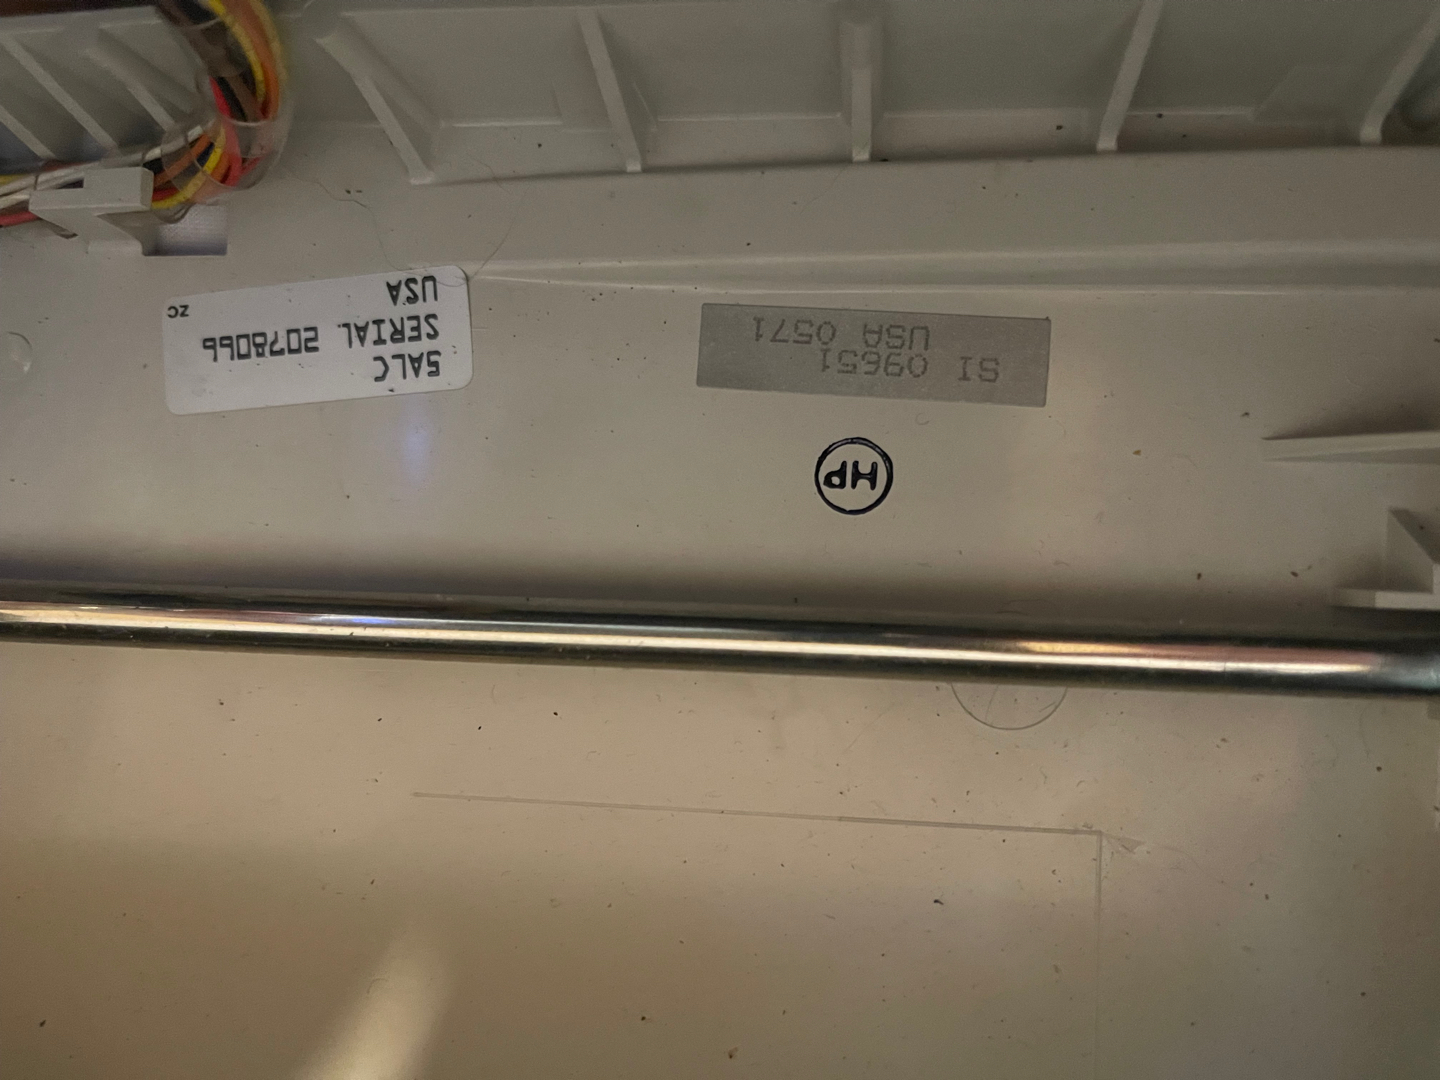 HP
SI 09651
USA 0571
5ALC
SERIAL 2078066
USA
ZC